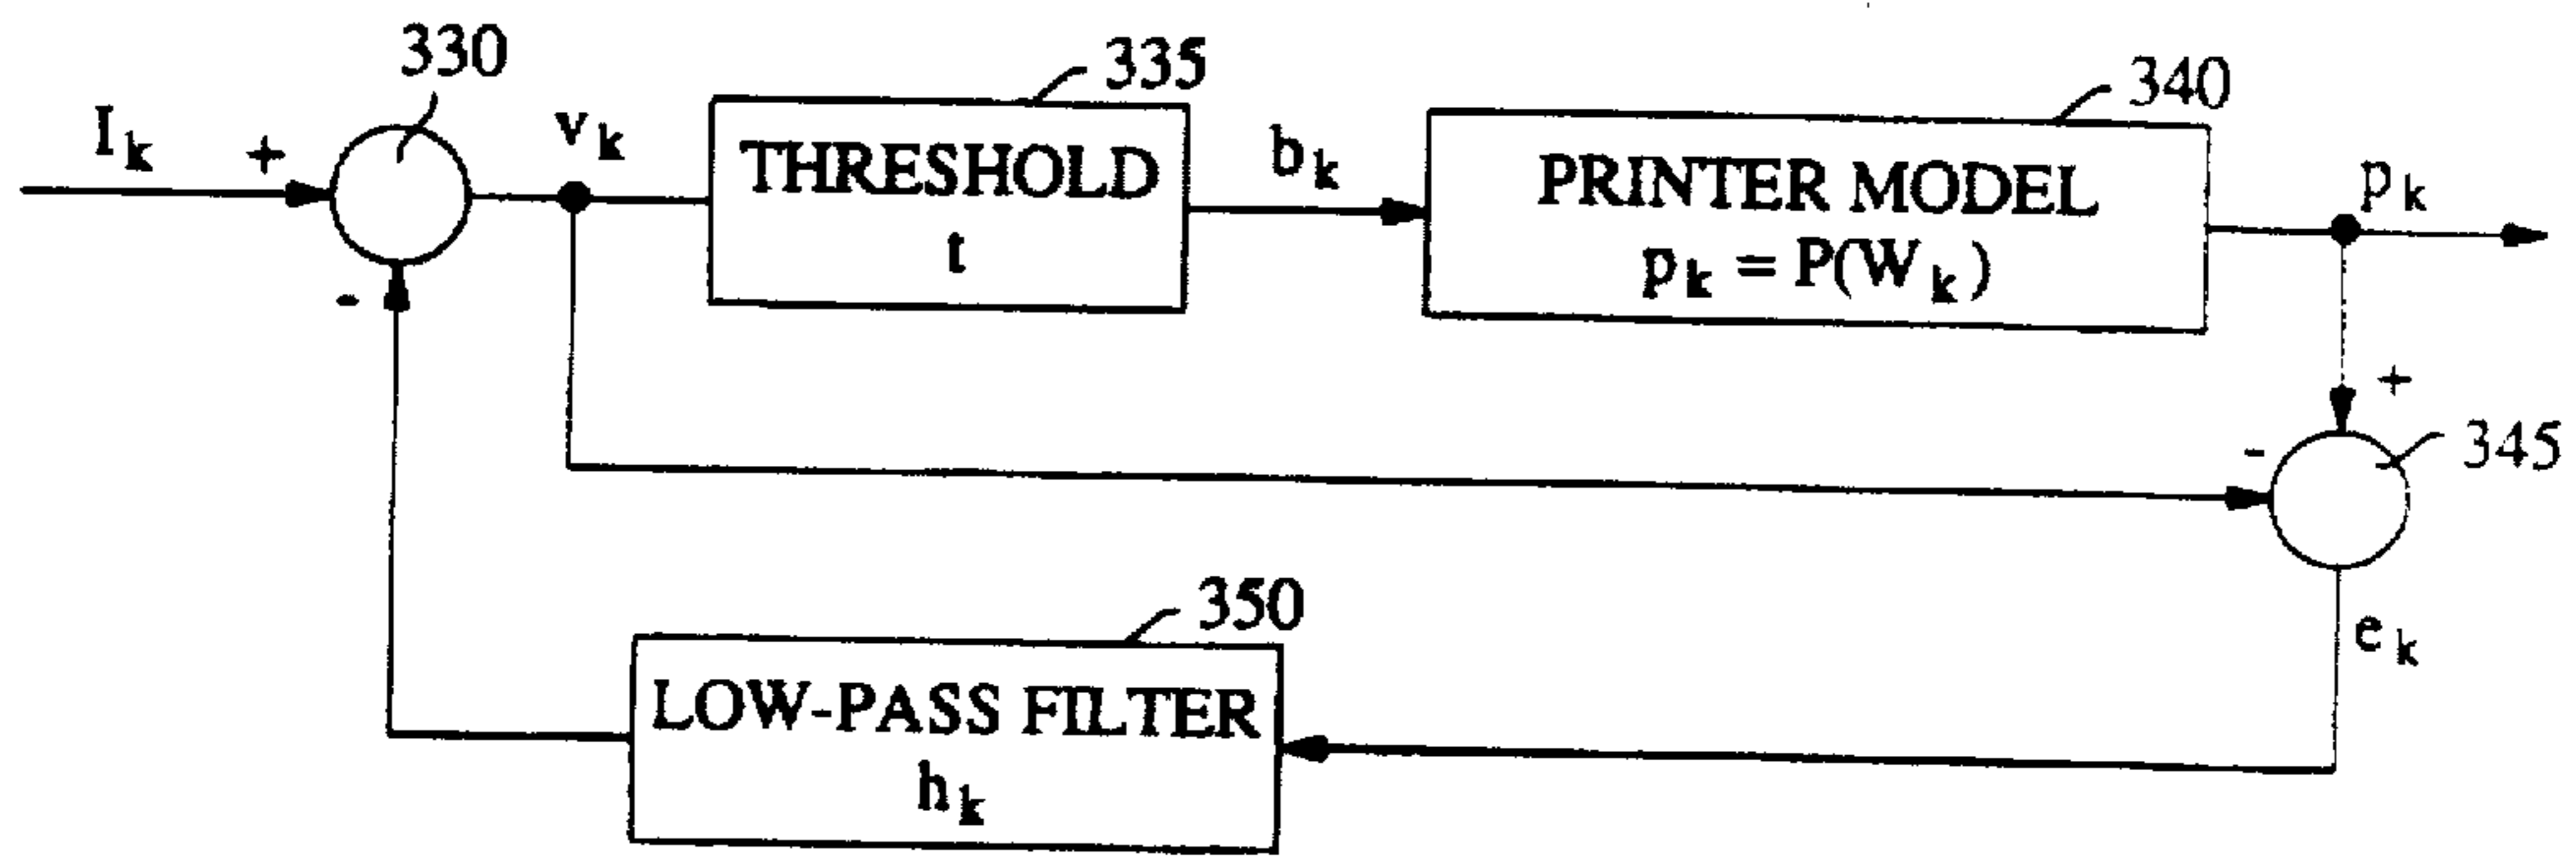 330
335
340
I_k
+
v_k
THRESHOLD
t
b_k
PRINTER MODEL
p_k = P(W_k)
p_k
-
+
-
345
350
e_k
LOW-PASS FILTER
h_k